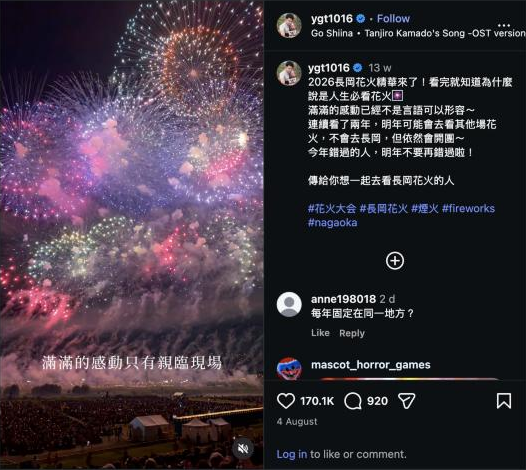 ygt1016 • Follow
Go Shiina • Tanjiro Kamado's Song -OST version
ygt1016 13 w
2026長岡花火精華來了！看完就知道為什麼
說是人生必看花火🎆
滿滿的感動已經不是言語可以形容～
連續看了兩年，明年可能會去看其他場花
火，不會去長岡，但依然會開團～
今年錯過的人，明年不要再錯過啦！
傳給你想一起去看長岡花火的人
#花火大会 #長岡花火 #煙火 #fireworks
#nagaoka
anne198018 2 d
每年固定在同一地方？
Like Reply
mascot_horror_games
滿滿的感動只有親臨現場
170.1K 920
4 August
Log in to like or comment.